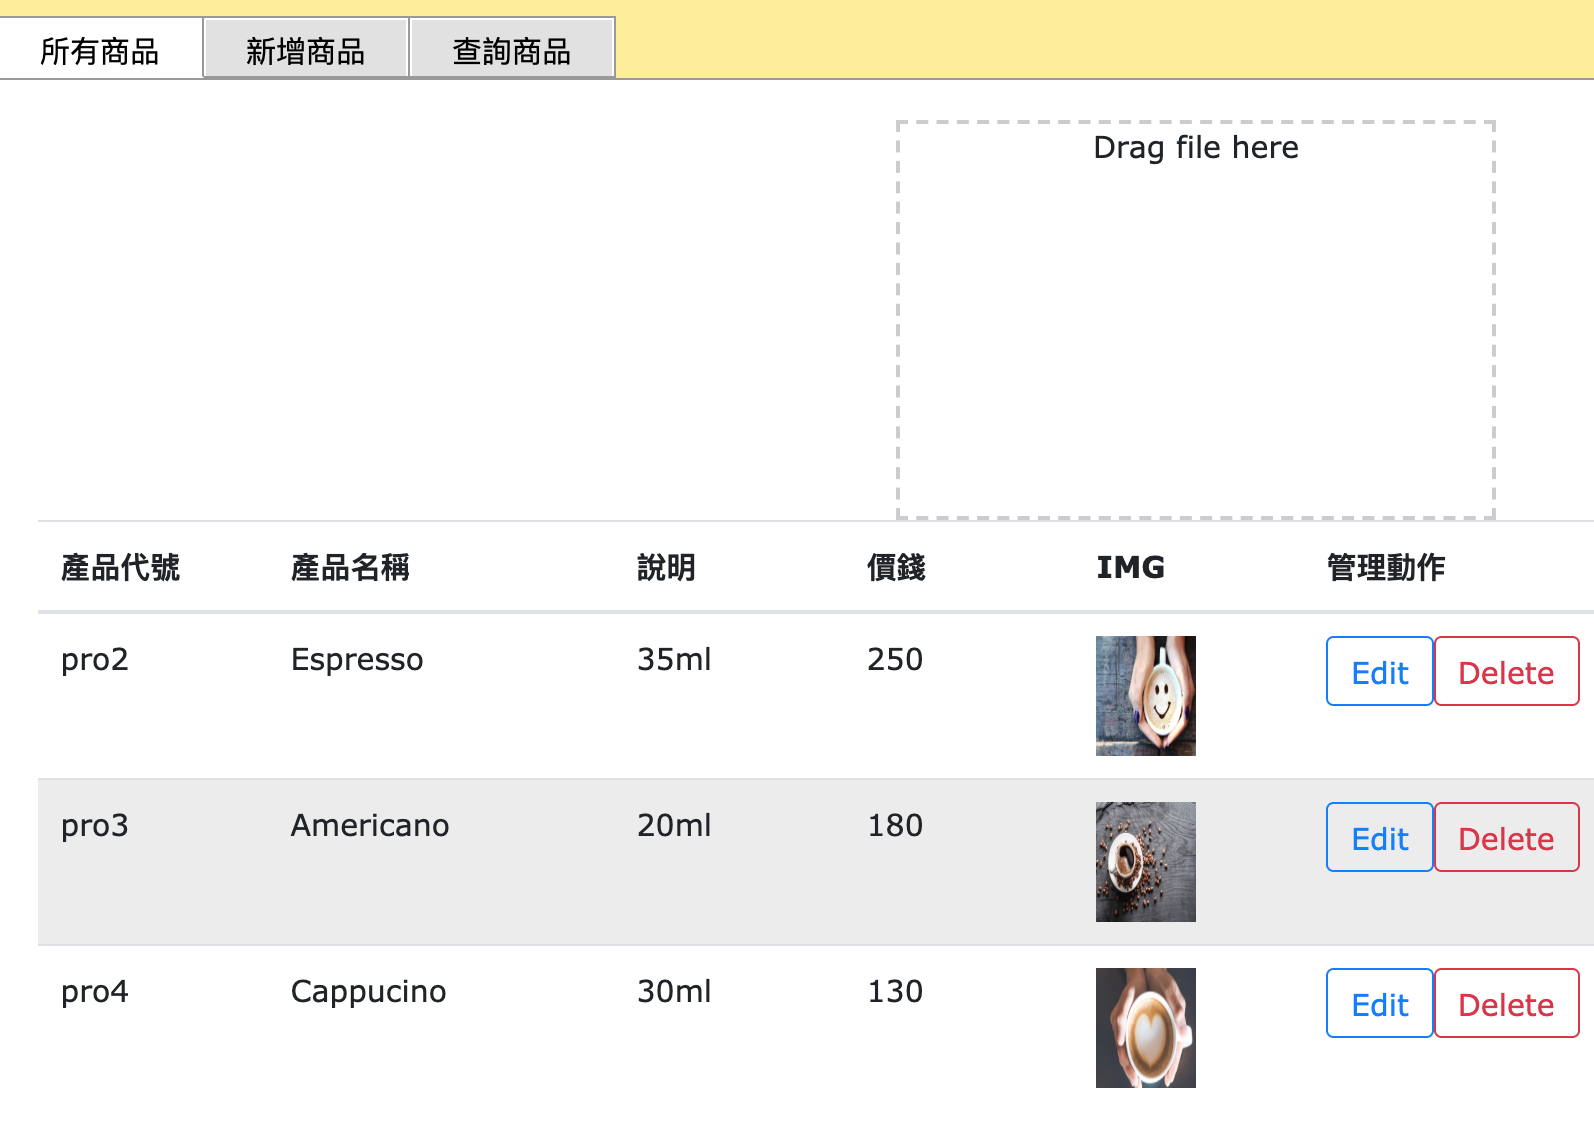 所有商品 新增商品 查詢商品
Drag file here
產品代號 產品名稱 說明 價錢 IMG 管理動作
pro2 Espresso 35ml 250 Edit Delete
pro3 Americano 20ml 180 Edit Delete
pro4 Cappucino 30ml 130 Edit Delete